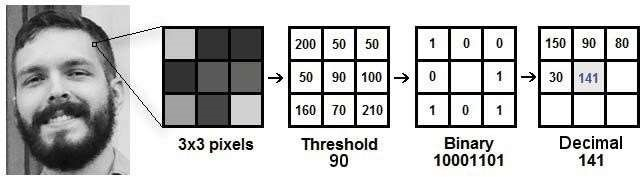 200 50 50
50 90 100
160 70 210
1 0 0
0 1
1 0 1
150 90 80
30 141
3x3 pixels
Threshold
90
Binary
10001101
Decimal
141